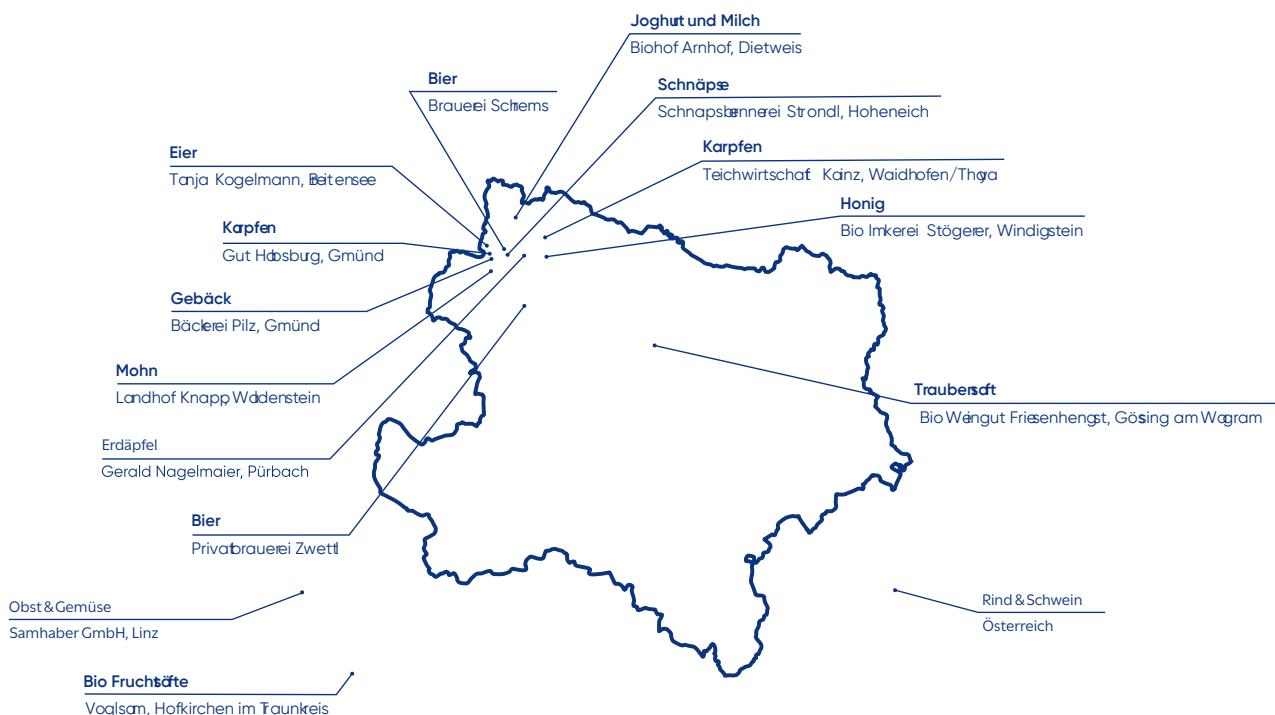 Joghurt und Milch
Biohof Arnhof, Dietweis
Bier
Brauerei Schrems
Schnäpse
Schnapsbrennerei Strondl, Hoheneich
Karpfen
Teichwirtschaft Kainz, Waidhofen/Thaya
Eier
Tanja Kogelmann, Breitensee
Honig
Bio Imkerei Stögerer, Windigstein
Karpfen
Gut Habsburg, Gmünd
Gebäck
Bäckerei Pilz, Gmünd
Mohn
Landhof Knapp, Waldenstein
Traubensaft
Bio Weingut Friesenhengst, Gösing am Wagram
Erdäpfel
Gerald Nagelmaier, Pürbach
Bier
Privatbrauerei Zwettl
Obst & Gemüse
Samhaber GmbH, Linz
Rind & Schwein
Österreich
Bio Fruchtsäfte
Voglsam, Hofkirchen im Traunkreis